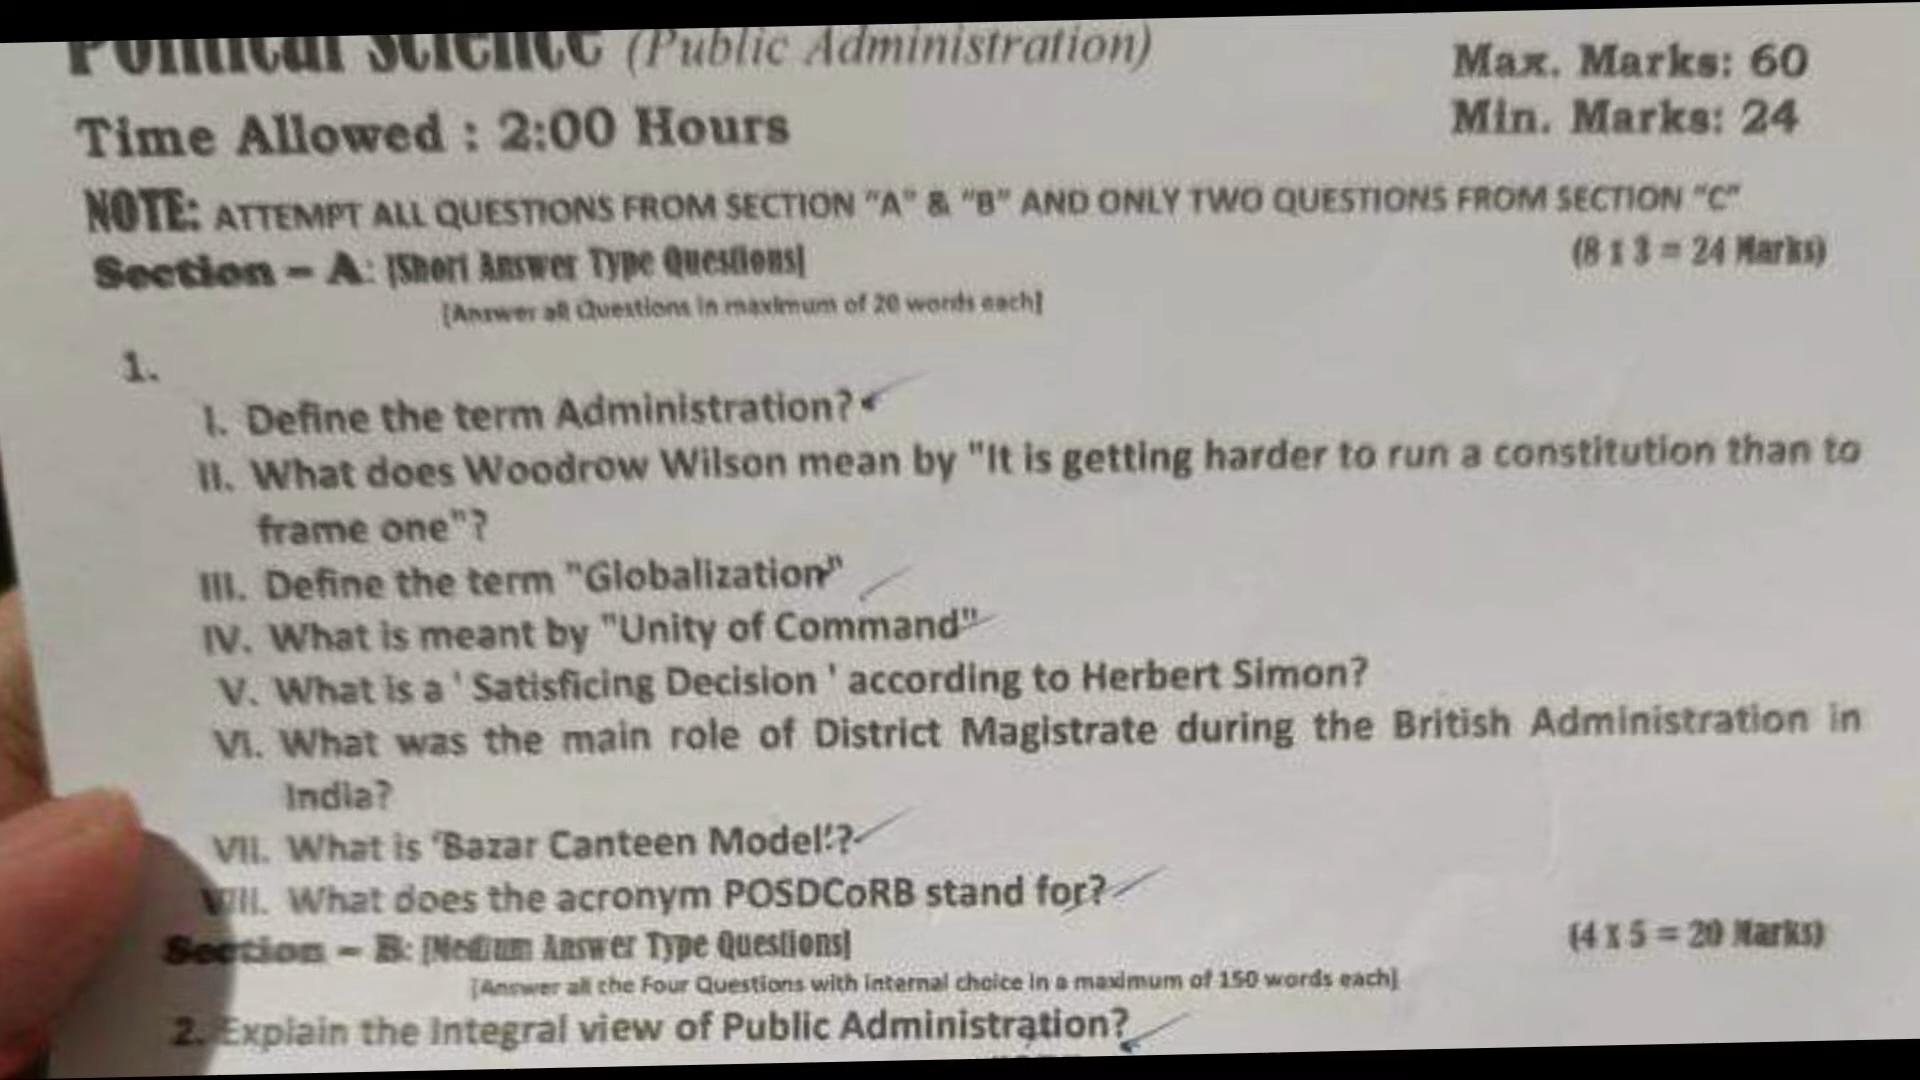 Political Science (Public Administration)
Max. Marks: 60
Time Allowed : 2:00 Hours
Min. Marks: 24
NOTE: ATTEMPT ALL QUESTIONS FROM SECTION "A" & "B" AND ONLY TWO QUESTIONS FROM SECTION "C"
Section – A: [Short Answer Type Questions]
(8 x 3 = 24 Marks)
[Answer all Questions in maximum of 20 words each]
1.
I. Define the term Administration?
II. What does Woodrow Wilson mean by "It is getting harder to run a constitution than to
frame one"?
III. Define the term "Globalization"
IV. What is meant by "Unity of Command"
V. What is a ' Satisficing Decision ' according to Herbert Simon?
VI. What was the main role of District Magistrate during the British Administration in
India?
VII. What is 'Bazar Canteen Model'?
VIII. What does the acronym POSDCoRB stand for?
Section – B: [Medium Answer Type Questions]
(4 x 5 = 20 Marks)
[Answer all the Four Questions with internal choice in a maximum of 150 words each]
2. Explain the Integral view of Public Administration?